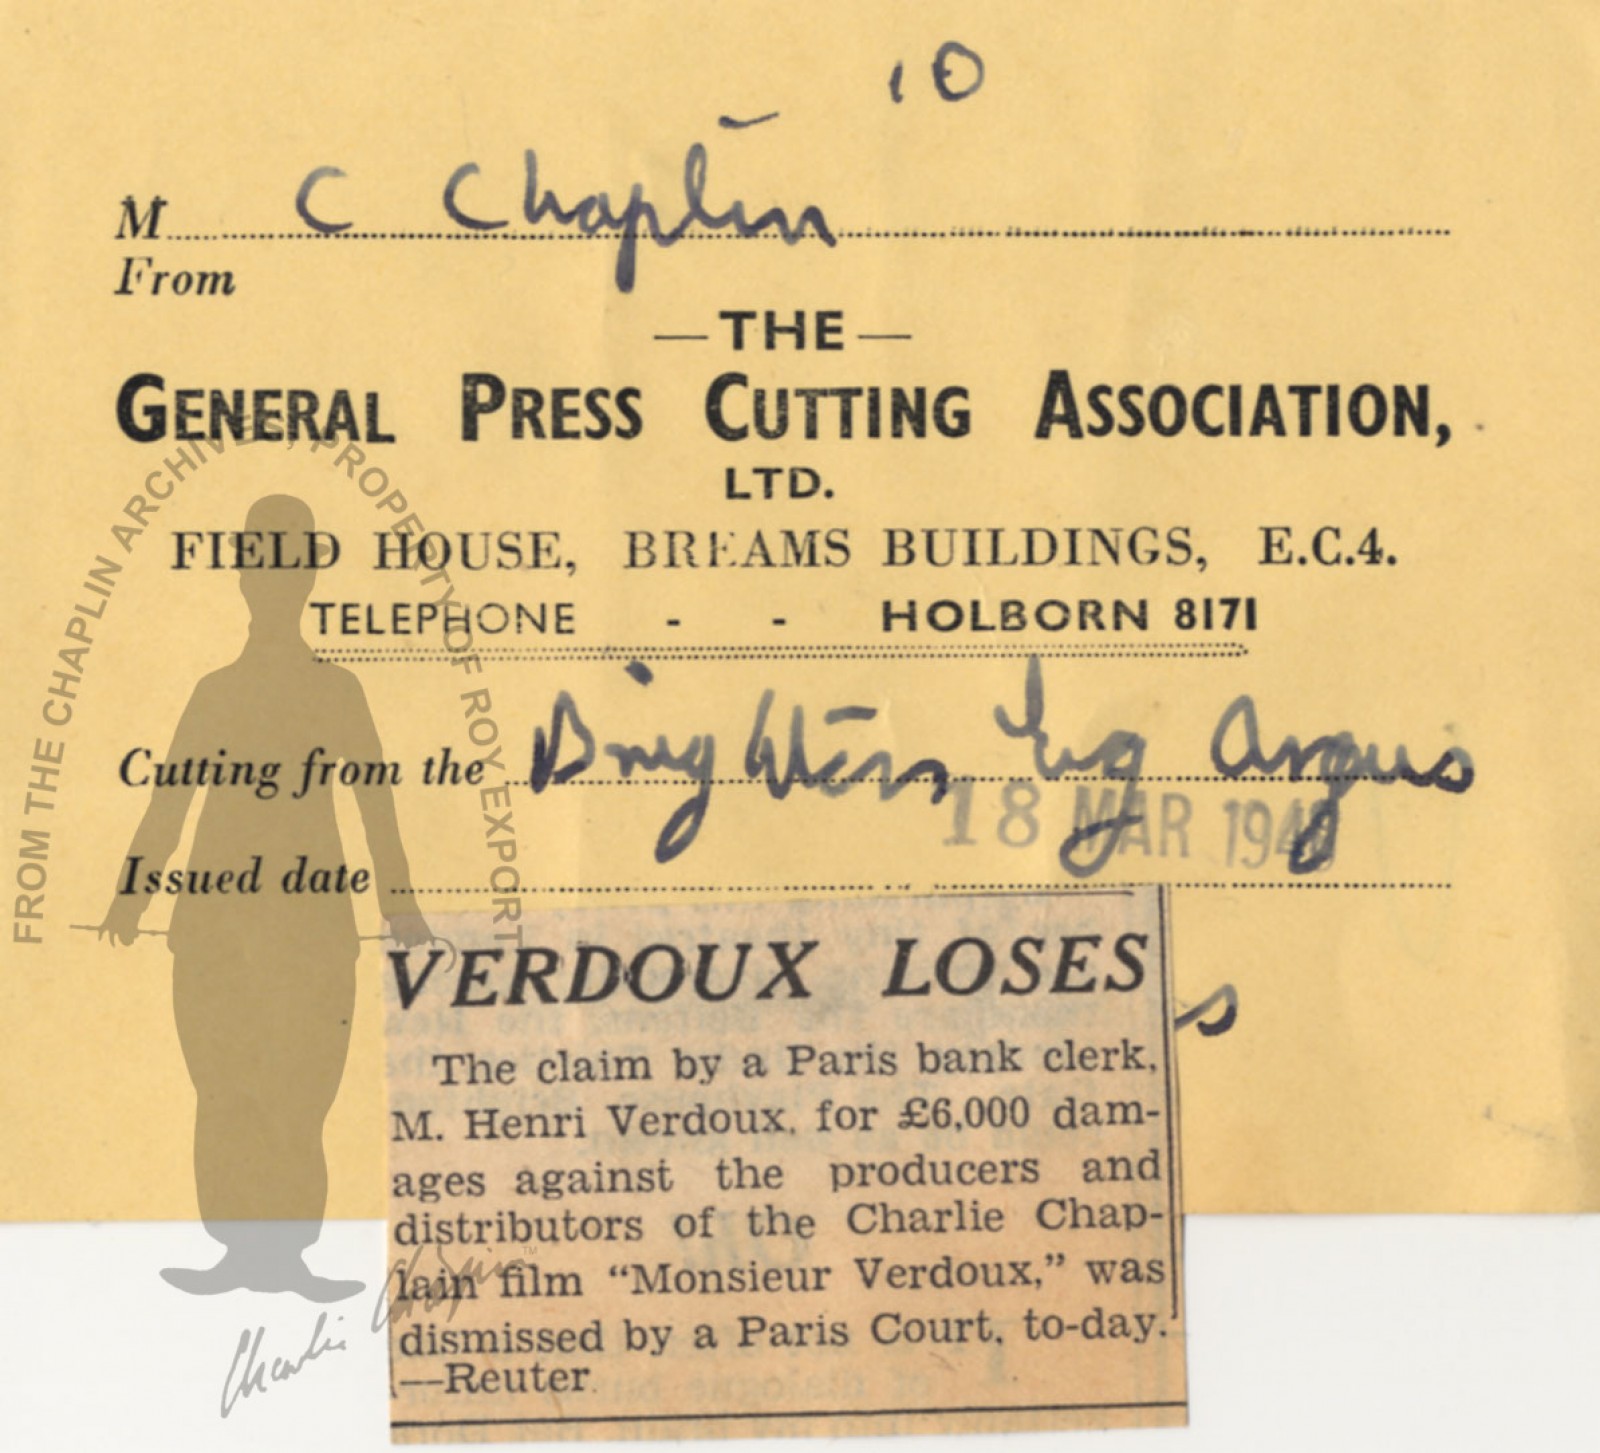 10
M C Chaplin
From
—THE—
GENERAL PRESS CUTTING ASSOCIATION,
LTD.
FIELD HOUSE, BREAMS BUILDINGS, E.C.4.
TELEPHONE - - HOLBORN 8171
Cutting from the Brighton Evg Argus
18 MAR 194
Issued date
VERDOUX LOSES
s
The claim by a Paris bank clerk,
M. Henri Verdoux, for £6,000 dam-
ages against the producers and
distributors of the Charlie Chap-
lain film “Monsieur Verdoux,” was
dismissed by a Paris Court, to-day.
—Reuter
FROM THE CHAPLIN ARCHIVES, PROPERTY OF ROY EXPORT
Charlie Chaplin™